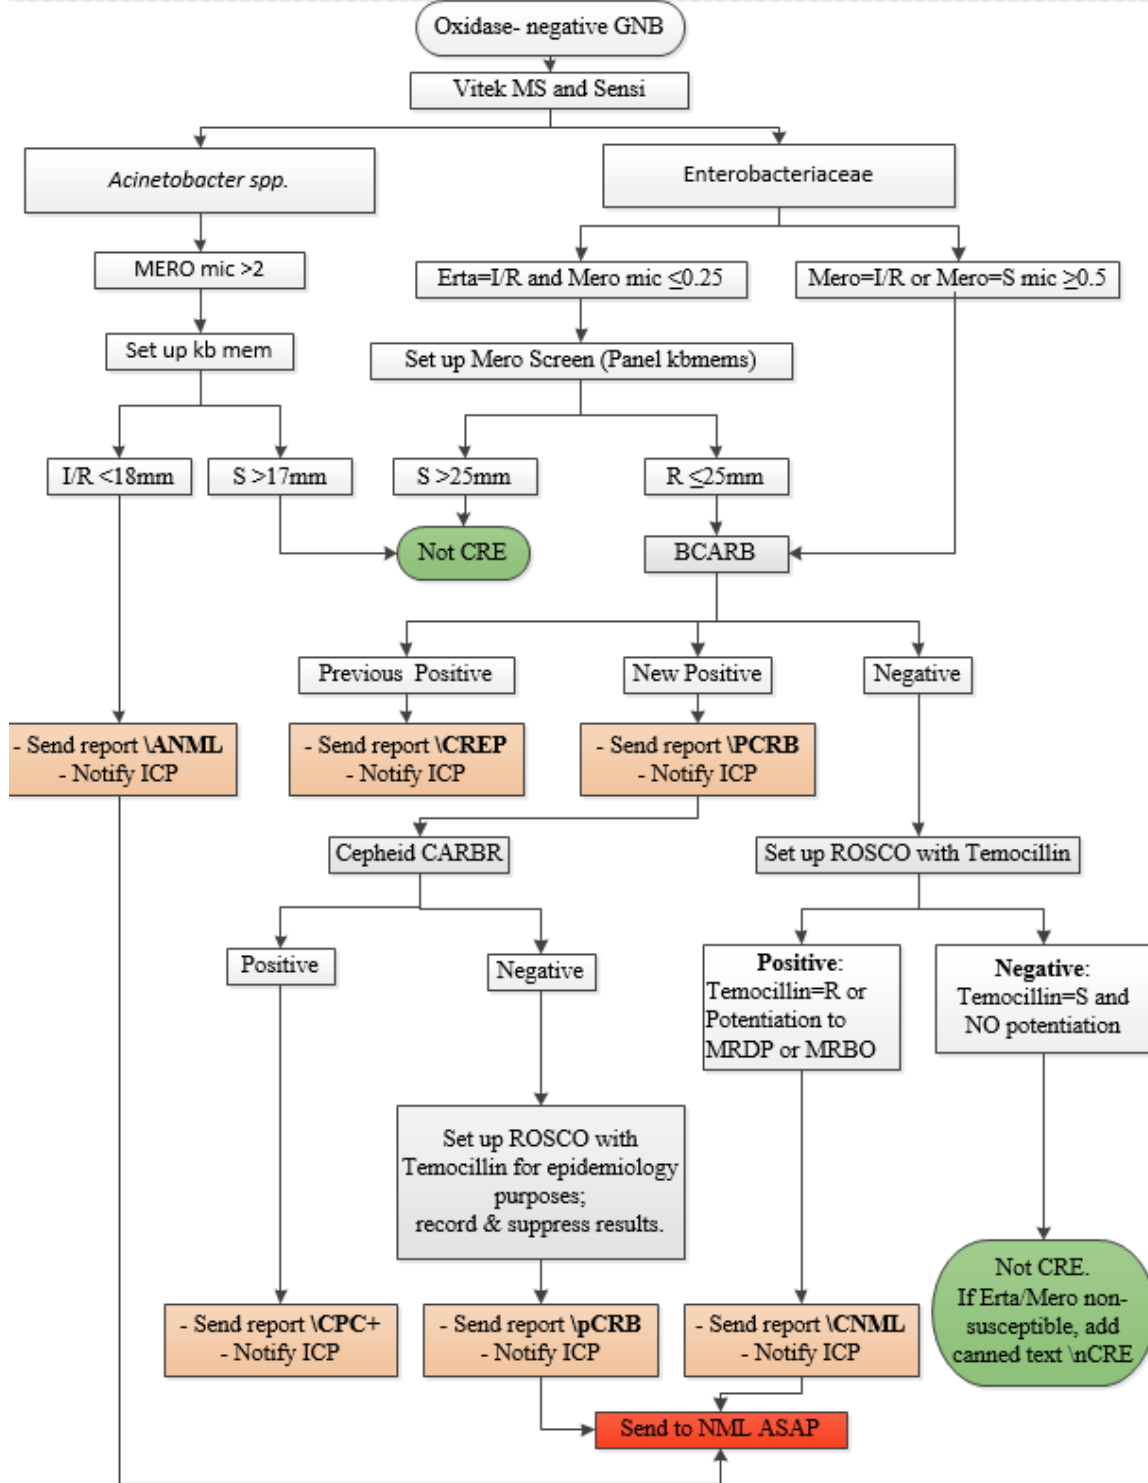 Oxidase- negative GNB
Vitek MS and Sensi
Acinetobacter spp.
Enterobacteriaceae
MERO mic >2
Erta=I/R and Mero mic ≤0.25
Mero=I/R or Mero=S mic ≥0.5
Set up kb mem
Set up Mero Screen (Panel kbmems)
I/R <18mm
S >17mm
S >25mm
R ≤25mm
Not CRE
BCARB
Previous Positive
New Positive
Negative
- Send report \ANML
- Notify ICP
- Send report \CREP
- Notify ICP
- Send report \PCRB
- Notify ICP
Cepheid CARBR
Set up ROSCO with Temocillin
Positive
Negative
Positive:
Temocillin=R or
Potentiation to
MRDP or MRBO
Negative:
Temocillin=S and
NO potentiation
Set up ROSCO with
Temocillin for epidemiology
purposes;
record & suppress results.
Not CRE.
If Erta/Mero non-
susceptible, add
canned text \nCRE
- Send report \CPC+
- Notify ICP
- Send report \pCRB
- Notify ICP
- Send report \CNML
- Notify ICP
Send to NML ASAP